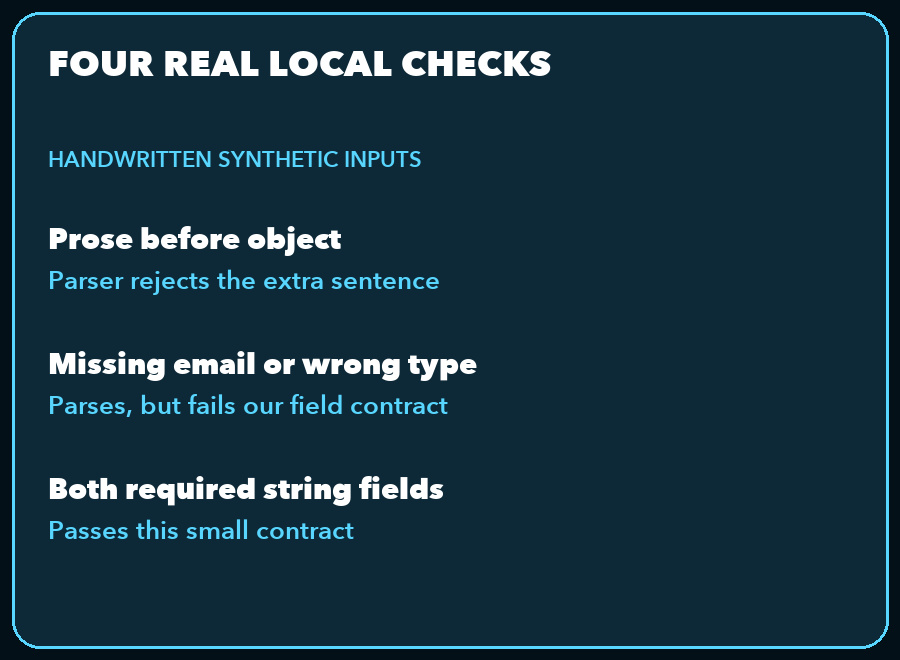 FOUR REAL LOCAL CHECKS
HANDWRITTEN SYNTHETIC INPUTS
Prose before object
Parser rejects the extra sentence
Missing email or wrong type
Parses, but fails our field contract
Both required string fields
Passes this small contract